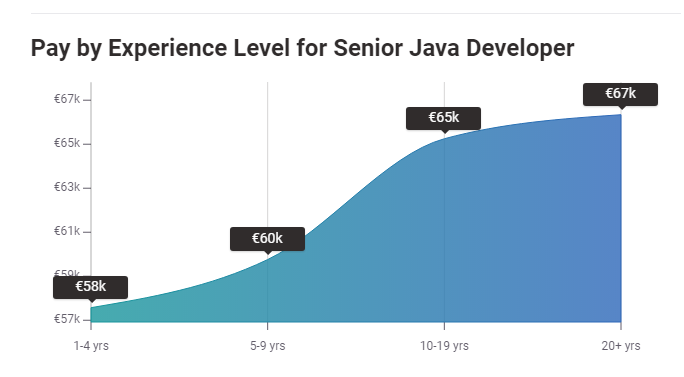 Pay by Experience Level for Senior Java Developer
€67k
€67k
€65k
€65k
€63k
€61k
€60k
€59k
€58k
€57k
1-4 yrs 5-9 yrs 10-19 yrs 20+ yrs